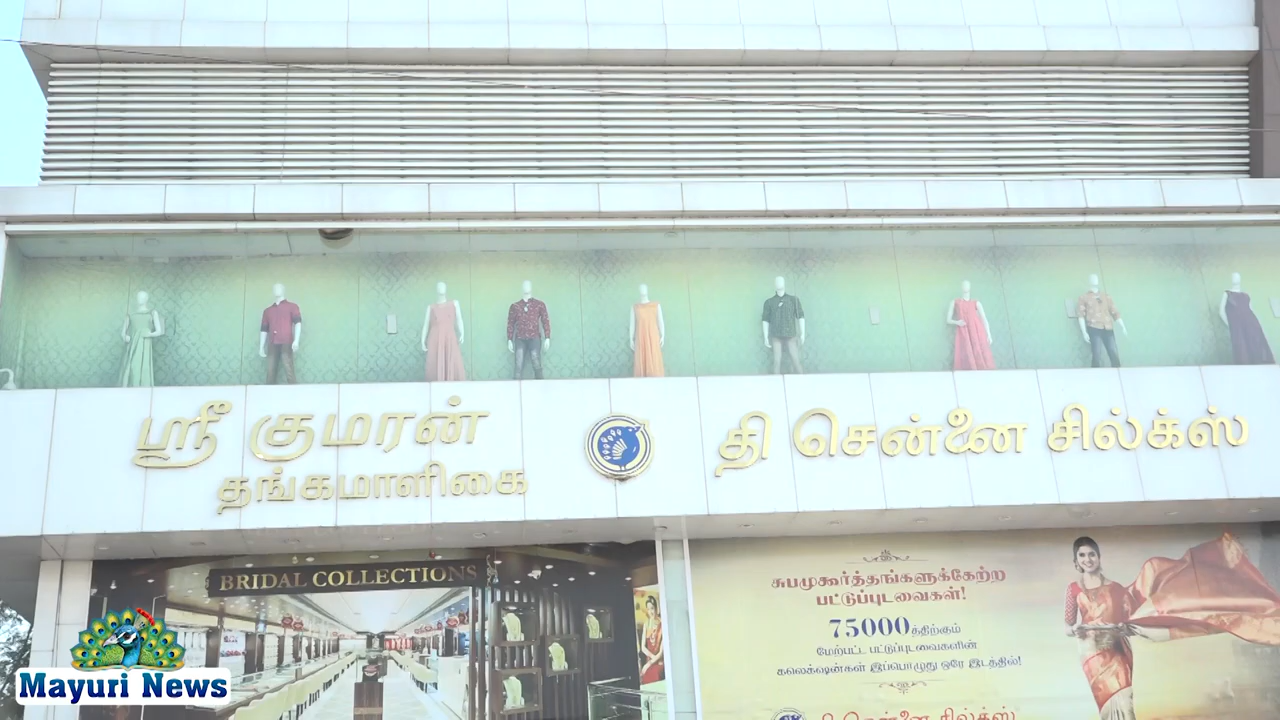 ஸ்ரீ குமரன்
தங்கமாளிகை
தி சென்னை சில்க்ஸ்
BRIDAL COLLECTIONS
சுபமுகூர்த்தங்களுக்கேற்ற
பட்டுப்புடவைகள்!
75000த்திற்கும்
மேற்பட்ட பட்டுப்புடவைகளின்
கலெக்ஷன்கள் இப்பொழுது ஒரே இடத்தில்!
தி சென்னை சில்க்ஸ்
Mayuri News